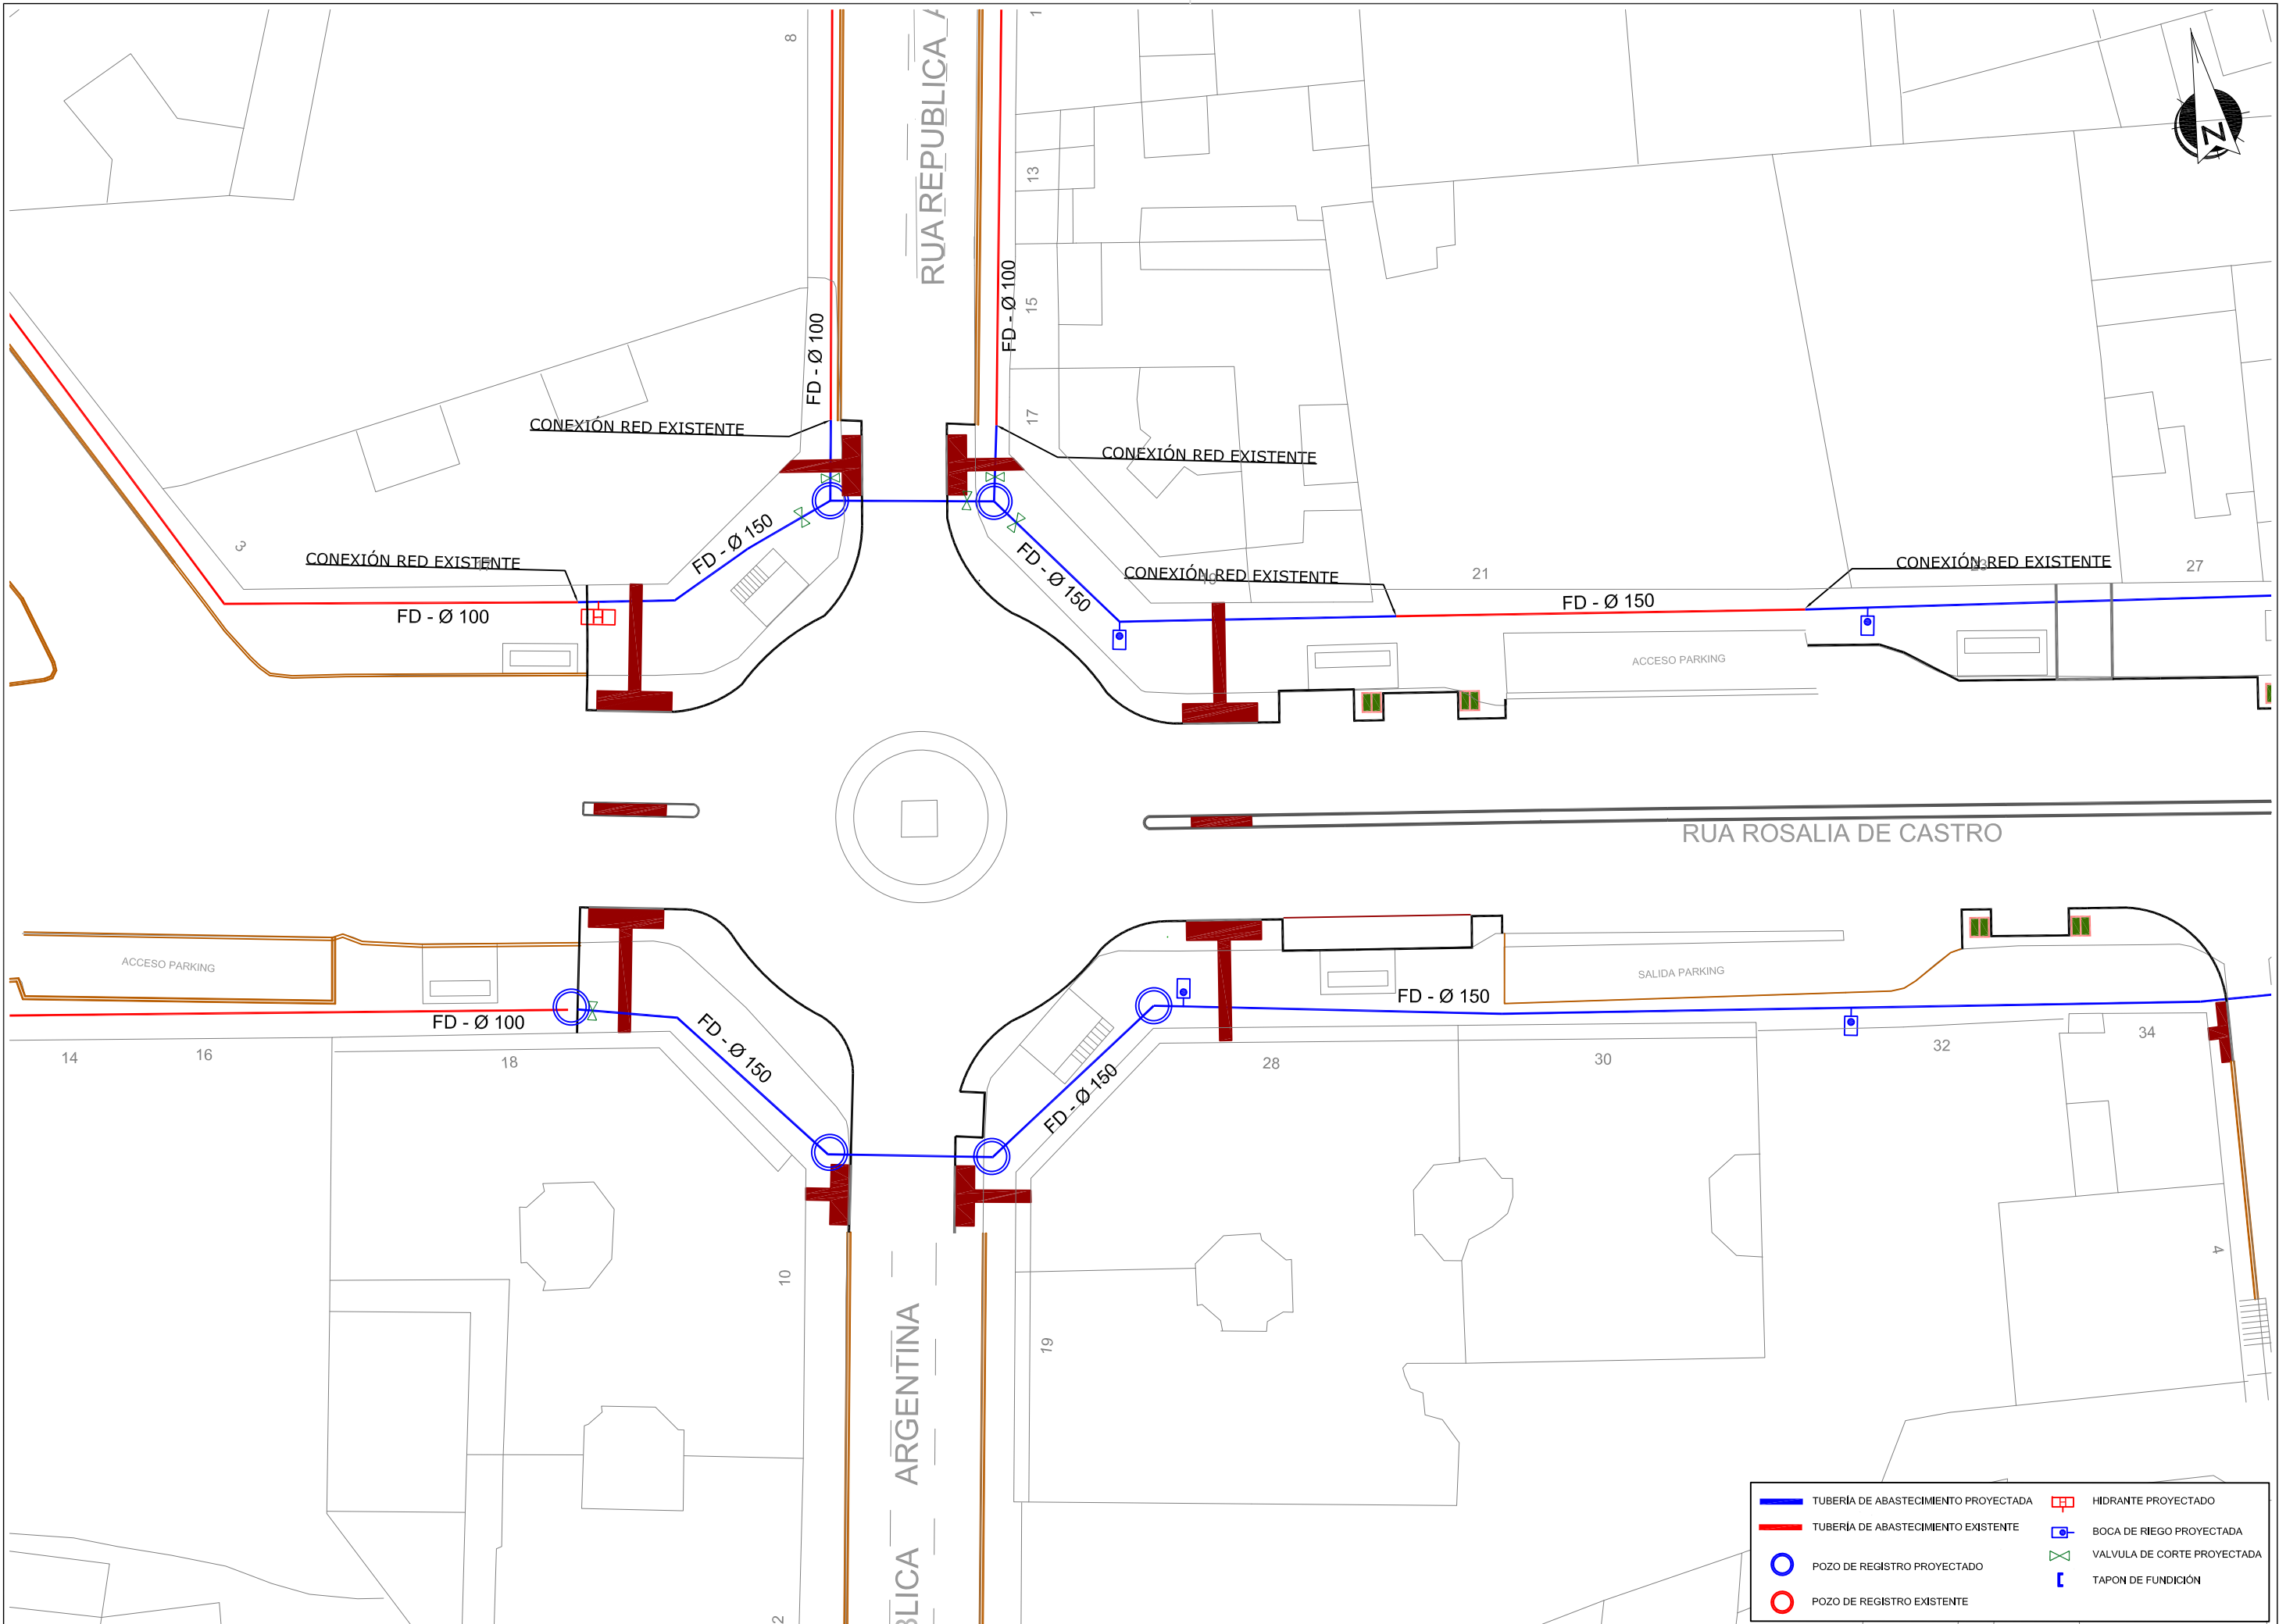 8
RUA REPUBLICA A
1
13
N
15
FD - Ø 100
FD - Ø 100
17
CONEXIÓN RED EXISTENTE
CONEXIÓN RED EXISTENTE
3
CONEXIÓN RED EXISTENTE
FD - Ø 150
FD - Ø 150
CONEXIÓN RED EXISTENTE
21
CONEXIÓN RED EXISTENTE
23
27
FD - Ø 100
FD - Ø 150
ACCESO PARKING
RUA ROSALIA DE CASTRO
ACCESO PARKING
SALIDA PARKING
FD - Ø 100
FD - Ø 150
FD - Ø 150
FD - Ø 150
14
16
18
28
30
32
34
10
19
4
BLICA ARGENTINA
2
TUBERÍA DE ABASTECIMIENTO PROYECTADA
TUBERÍA DE ABASTECIMIENTO EXISTENTE
POZO DE REGISTRO PROYECTADO
POZO DE REGISTRO EXISTENTE
H
HIDRANTE PROYECTADO
BOCA DE RIEGO PROYECTADA
VALVULA DE CORTE PROYECTADA
TAPON DE FUNDICIÓN